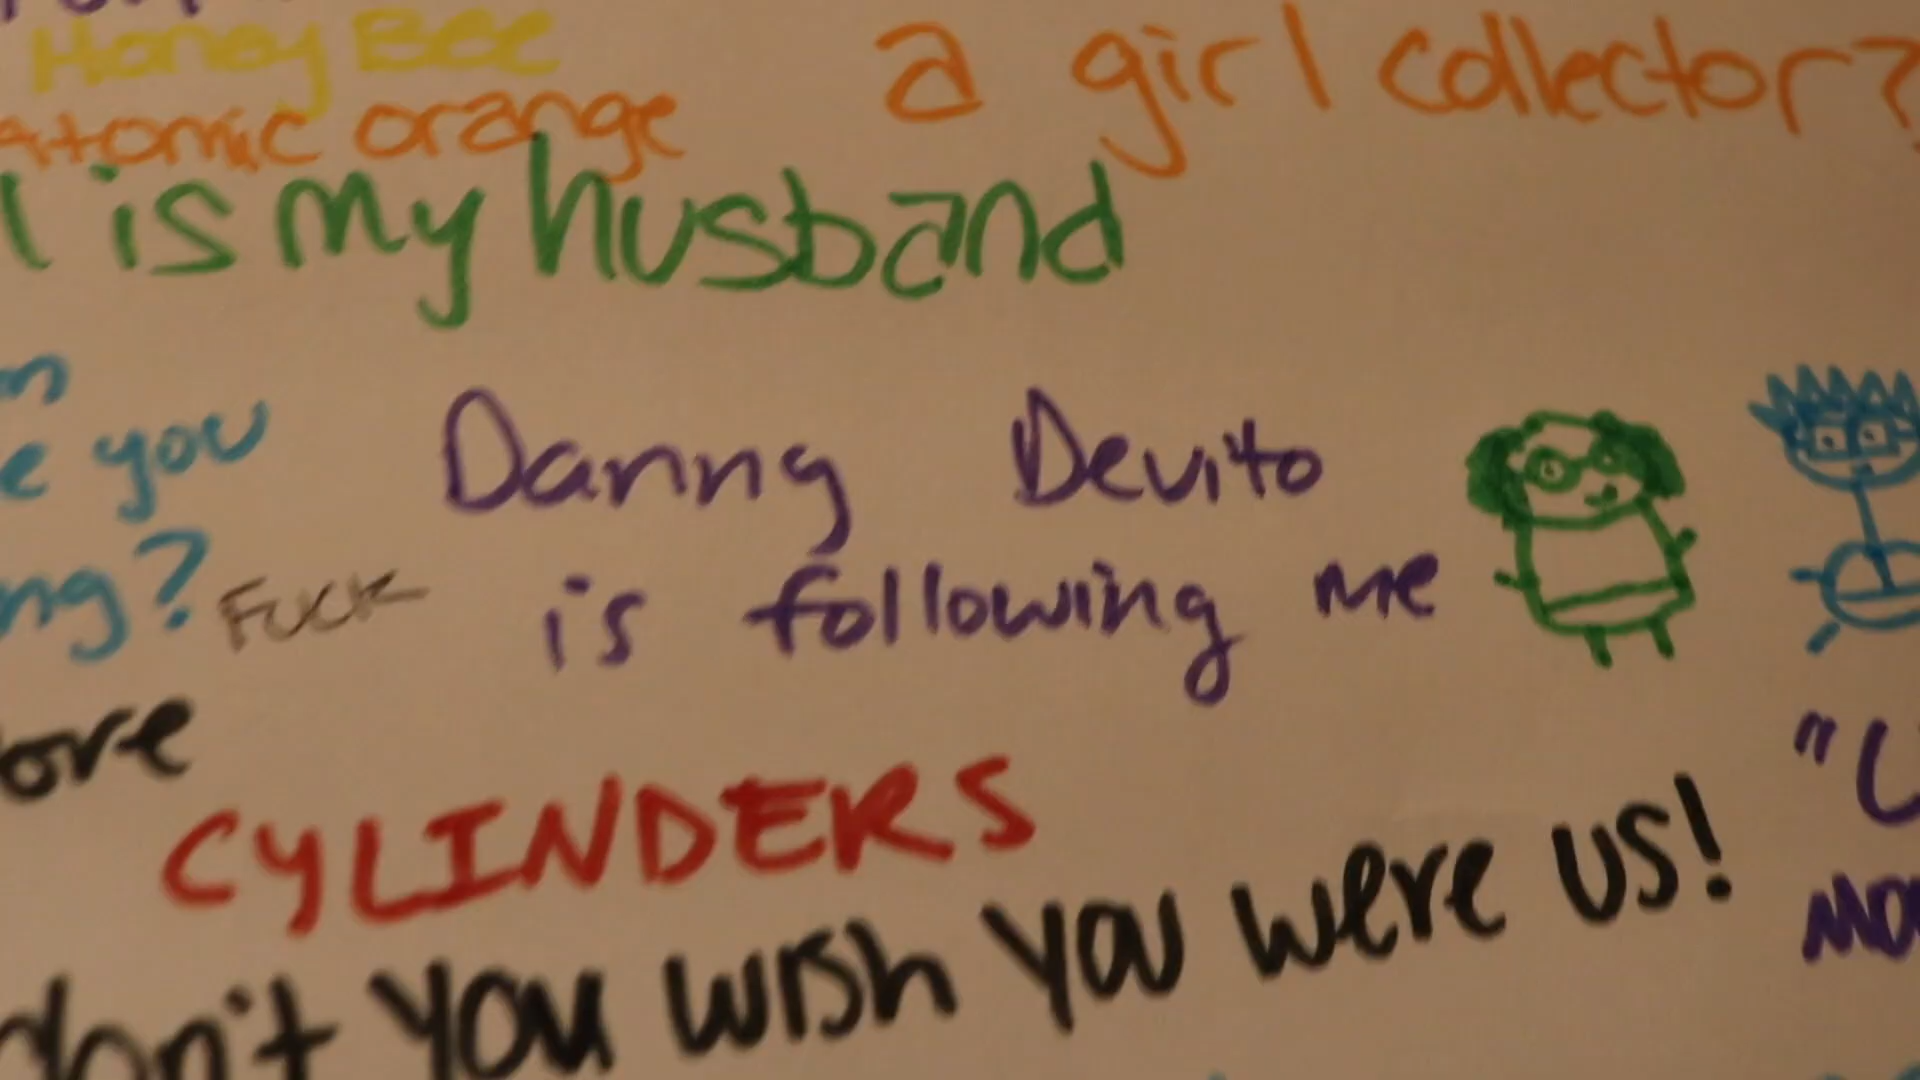 Honey Bee
atomic orange
a girl collector?
is my husband
you
Danny Devito
is following me
?
FUCK
CYLINDERS
don't you wish you were us!